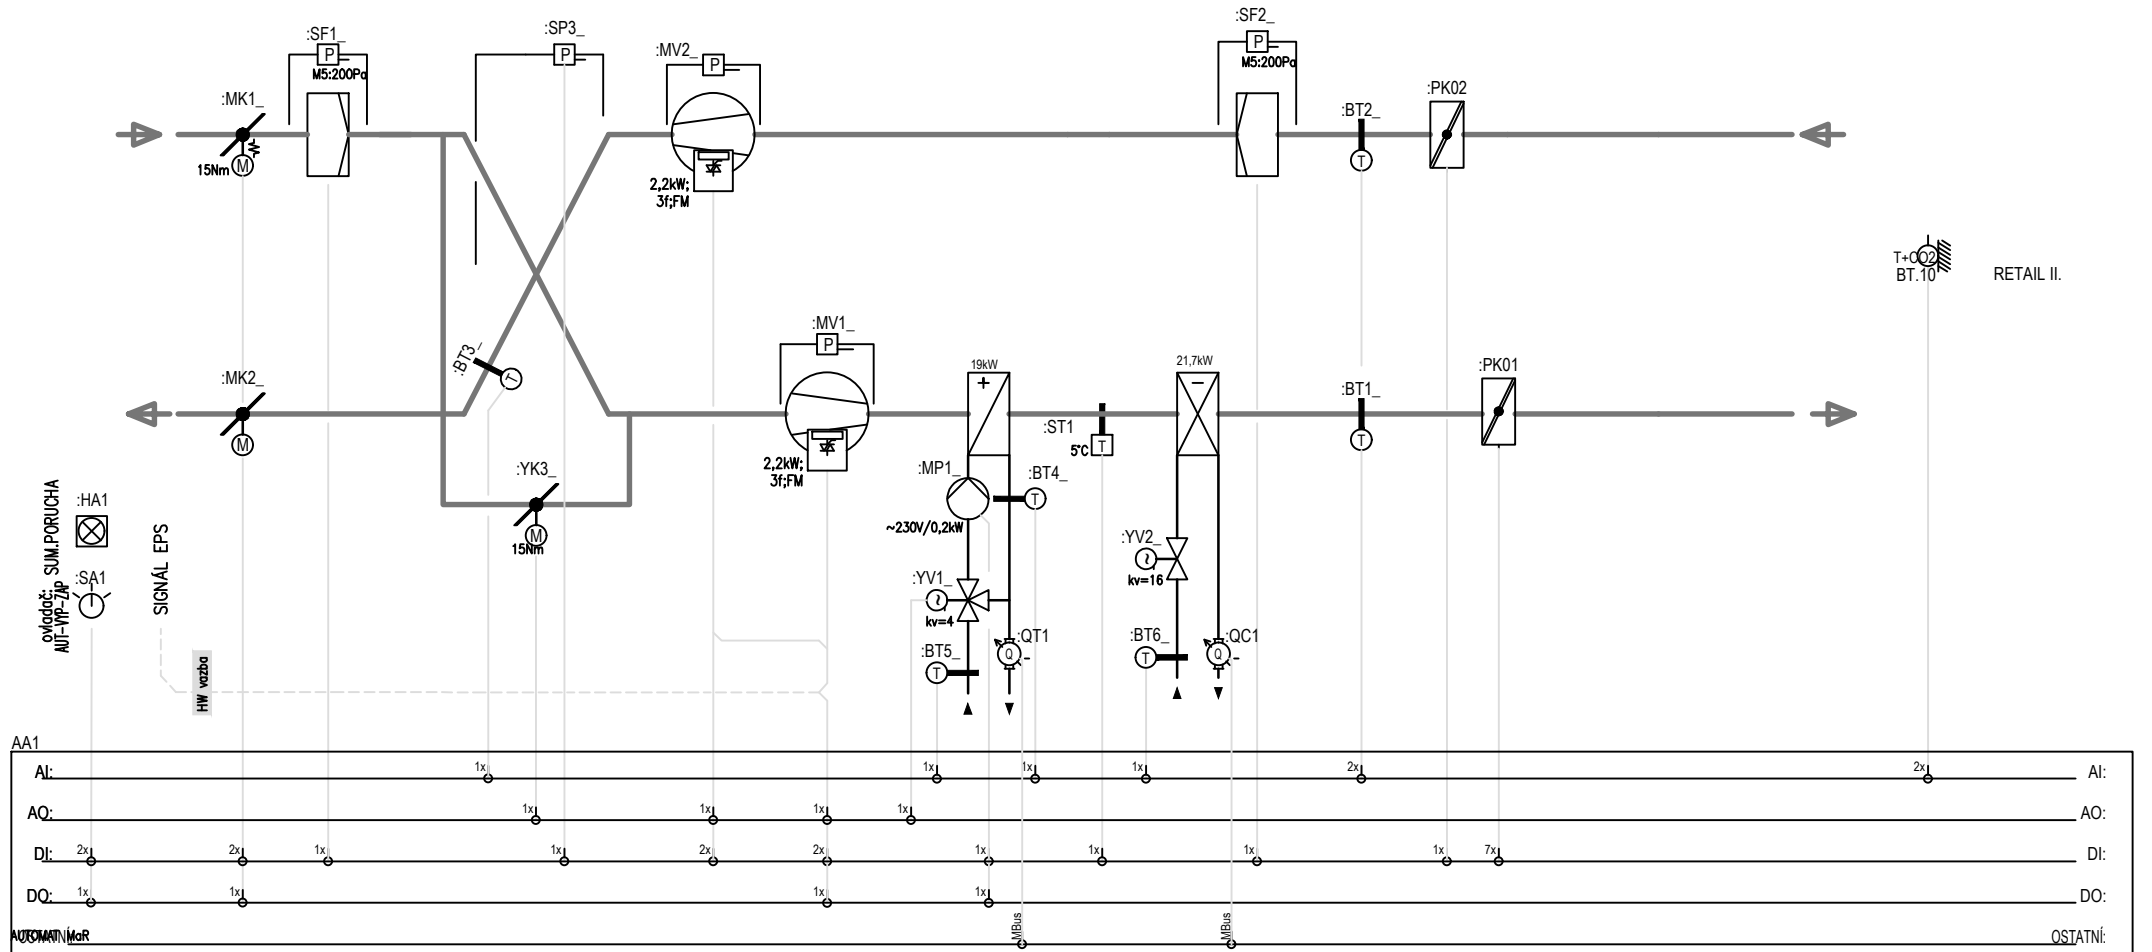 :SF1_
P
M5:200Pa
:SP3_
P
:MV2_
P
:SF2_
P
M5:200Pa
:MK1_
M
15Nm
2,2kW;
3f;FM
:BT2_
T
:PK02
T+CO2
BT.10
RETAIL II.
:MK2_
M
:BT3_
T
:MV1_
P
2,2kW;
3f;FM
19kW
+
21,7kW
–
:ST1
5°C
T
:BT1_
T
:PK01
:YK3_
M
15Nm
:MP1_
~230V/0,2kW
:BT4_
T
:YV1_
~
kv=4
:BT5_
T
:QT1
Q
:YV2_
~
kv=16
:BT6_
T
:QC1
Q
:HA1
SUM.PORUCHA
:SA1
ovladač:
AUT-VYP-ZAP
SIGNÁL EPS
HW vazba
AA1
AI: 1x 1x 1x 1x 2x 2x AI:
AO: 1x 1x 1x 1x AO:
DI: 2x 2x 1x 1x 2x 2x 1x 1x 1x 1x 7x DI:
DO: 1x 1x 1x 1x DO:
MBus MBus
AUTOMAT MaR
OSTATNÍ: OSTATNÍ: